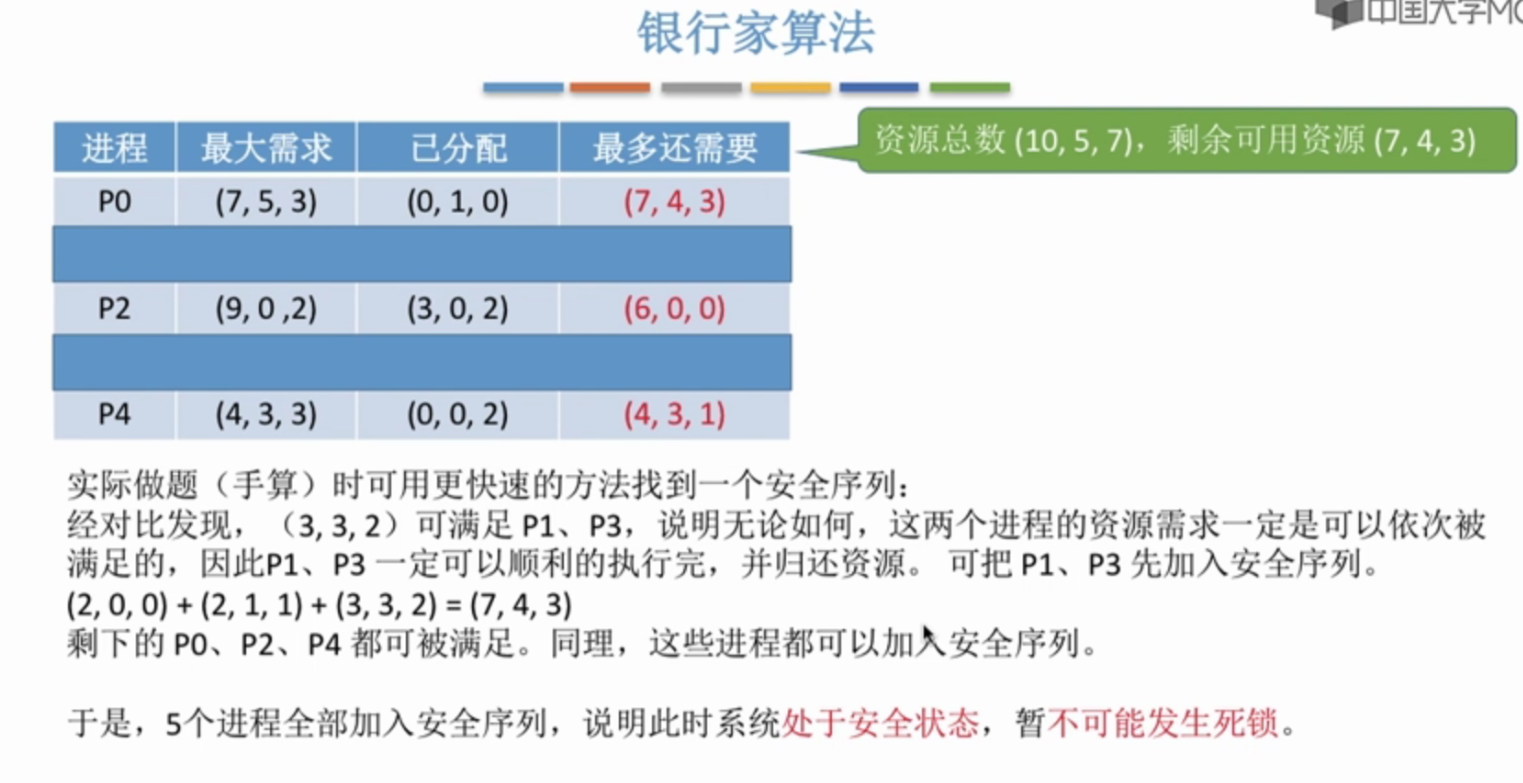 中国大学MO
银行家算法
资源总数 (10, 5, 7)，剩余可用资源 (7, 4, 3)
进程 最大需求 已分配 最多还需要
P0 (7, 5, 3) (0, 1, 0) (7, 4, 3)
P2 (9, 0 ,2) (3, 0, 2) (6, 0, 0)
P4 (4, 3, 3) (0, 0, 2) (4, 3, 1)
实际做题（手算）时可用更快速的方法找到一个安全序列：
经对比发现，（3, 3, 2）可满足 P1、P3，说明无论如何，这两个进程的资源需求一定是可以依次被
满足的，因此P1、P3 一定可以顺利的执行完，并归还资源。 可把 P1、P3 先加入安全序列。
(2, 0, 0) + (2, 1, 1) + (3, 3, 2) = (7, 4, 3)
剩下的 P0、P2、P4 都可被满足。同理，这些进程都可以加入安全序列。
于是，5个进程全部加入安全序列，说明此时系统处于安全状态，暂不可能发生死锁。